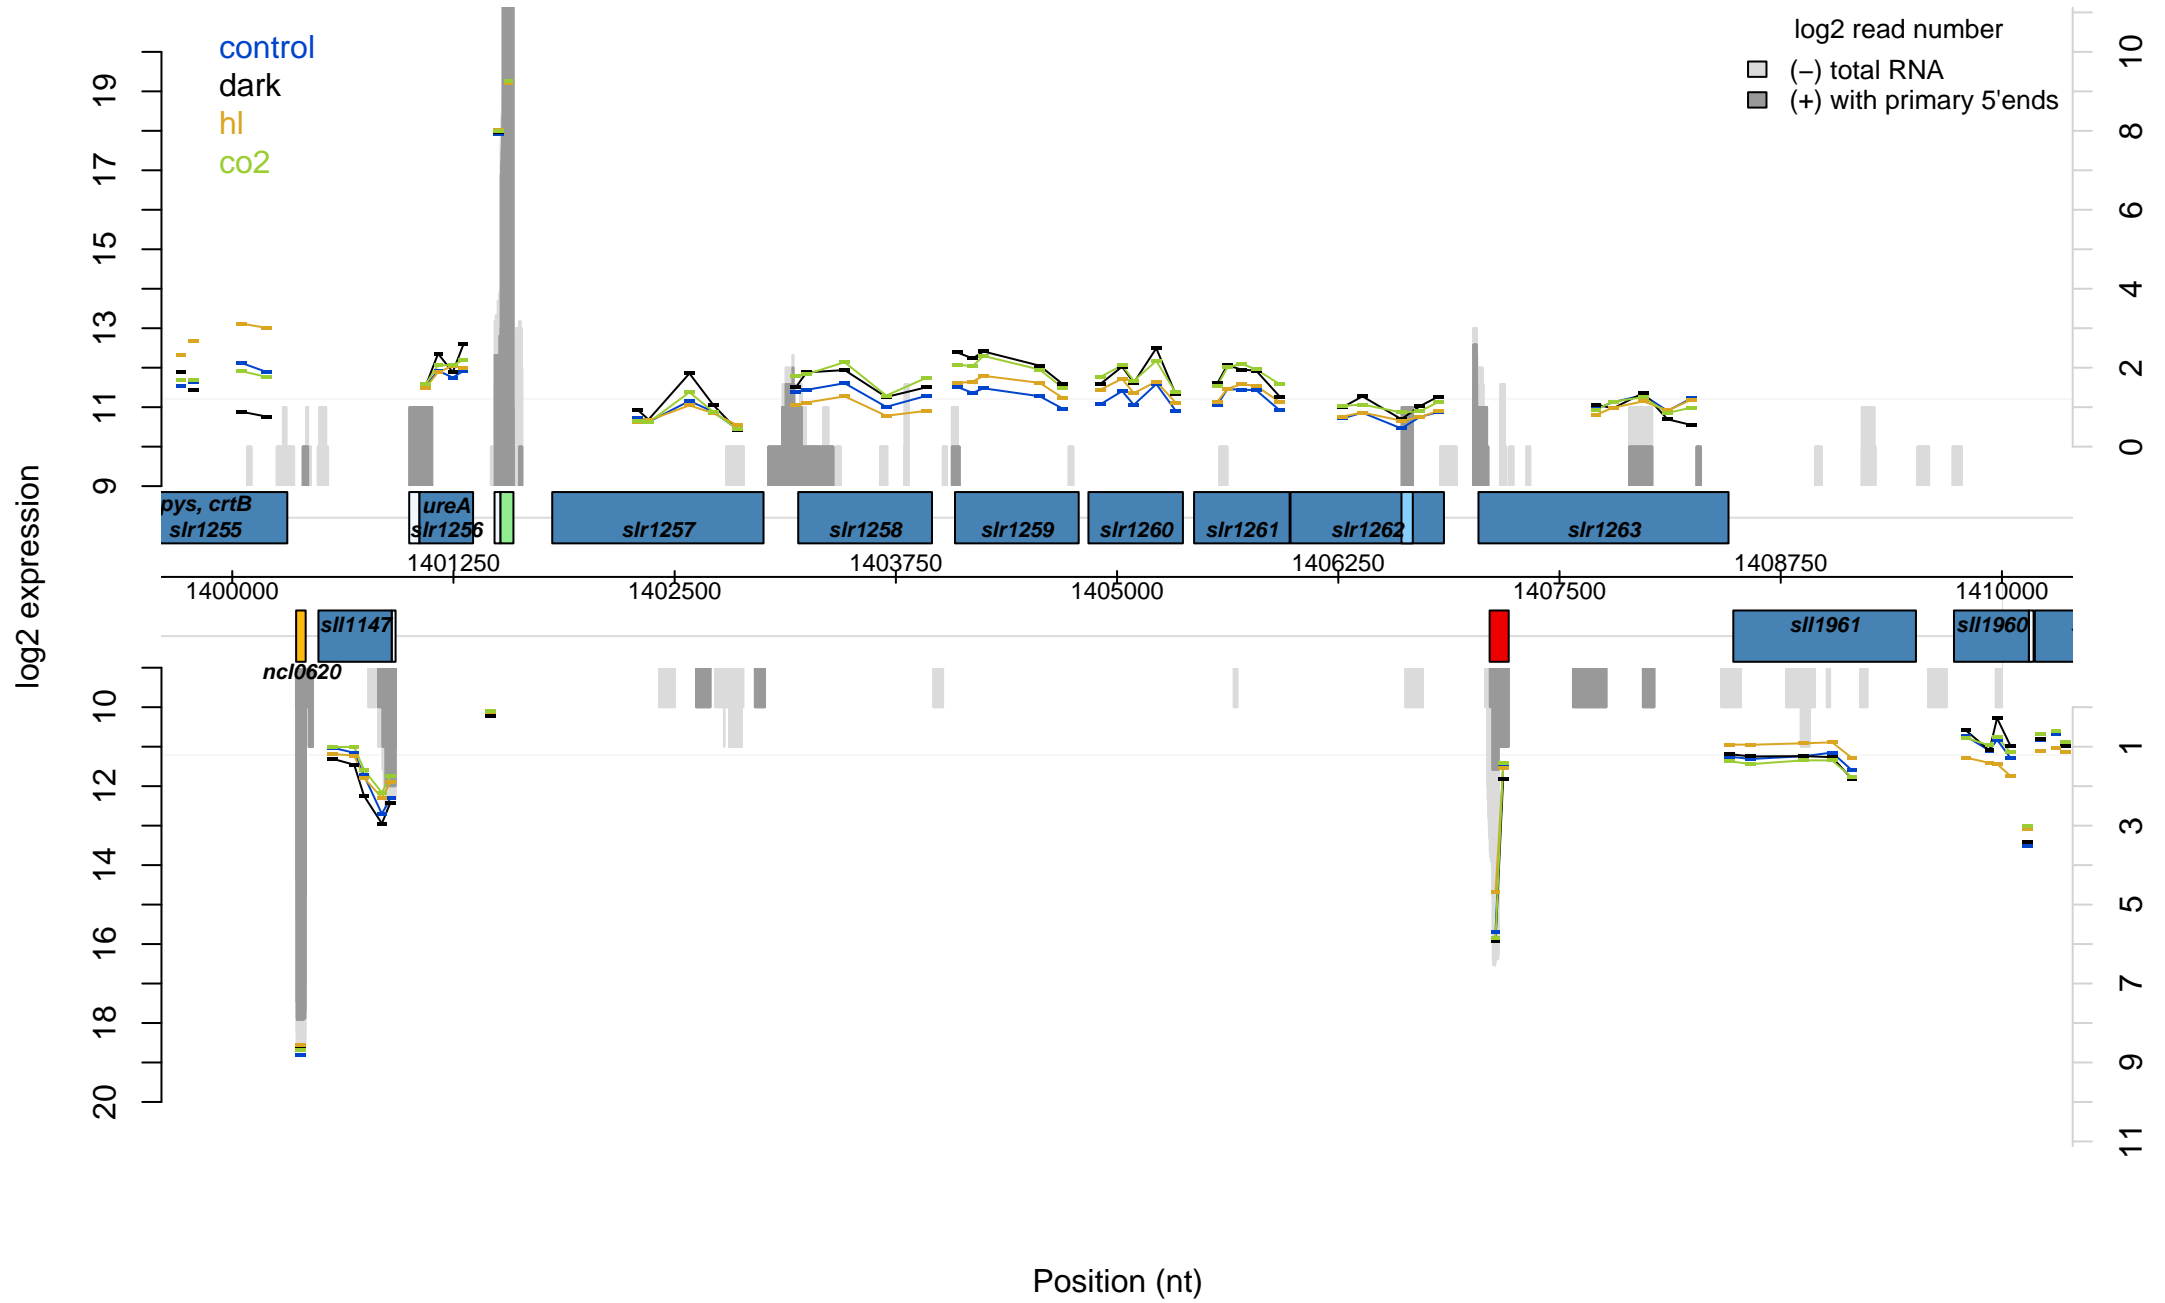 control
dark
hl
co2
log2 read number
(−) total RNA
(+) with primary 5'ends
19
17
15
13
11
9
10
8
6
4
2
0
log2 expression
pys, crtB
slr1255
ureA
slr1256
slr1257
slr1258
slr1259
slr1260
slr1261
slr1262
slr1263
1401250
1403750
1406250
1408750
1400000
1402500
1405000
1407500
1410000
sll1147
sll1961
sll1960
ncl0620
10
12
14
16
18
20
1
3
5
7
9
11
Position (nt)